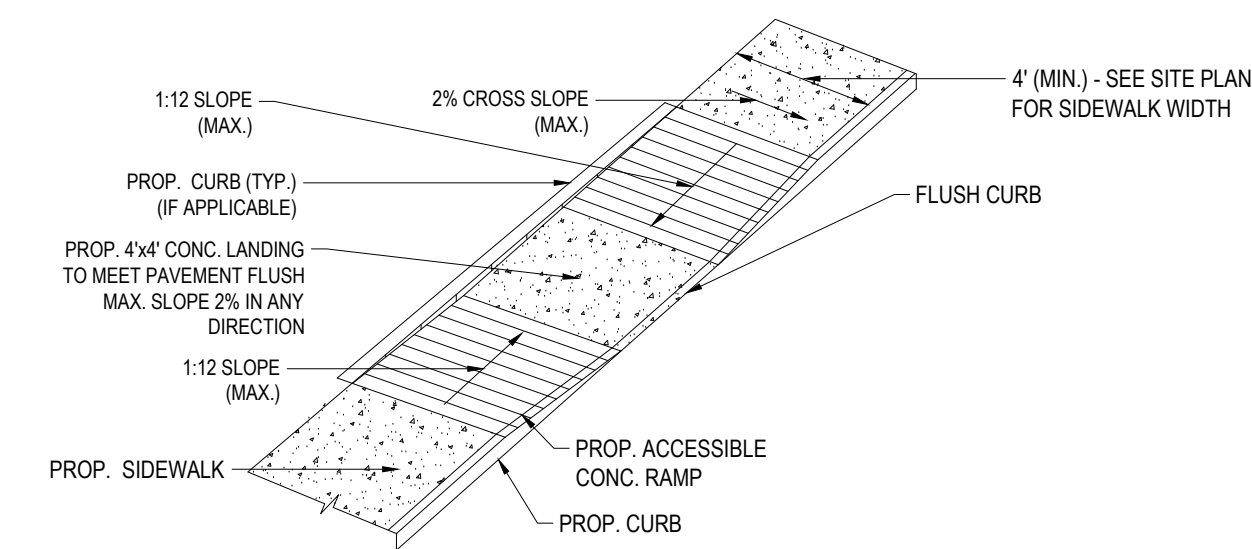 1:12 SLOPE
(MAX.)
2% CROSS SLOPE
(MAX.)
4' (MIN.) - SEE SITE PLAN
FOR SIDEWALK WIDTH
PROP. CURB (TYP.)
(IF APPLICABLE)
FLUSH CURB
PROP. 4'x4' CONC. LANDING
TO MEET PAVEMENT FLUSH
MAX. SLOPE 2% IN ANY
DIRECTION
1:12 SLOPE
(MAX.)
PROP. SIDEWALK
PROP. ACCESSIBLE
CONC. RAMP
PROP. CURB